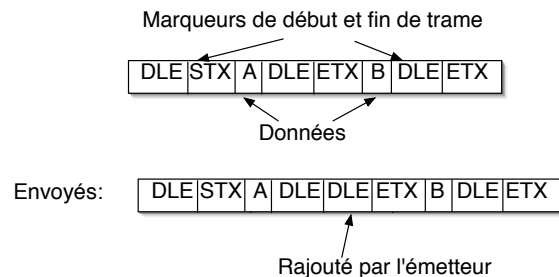 Marqueurs de début et fin de trame
DLE STX A DLE ETX B DLE ETX
Données
Envoyés: DLE STX A DLE DLE ETX B DLE ETX
Rajouté par l'émetteur